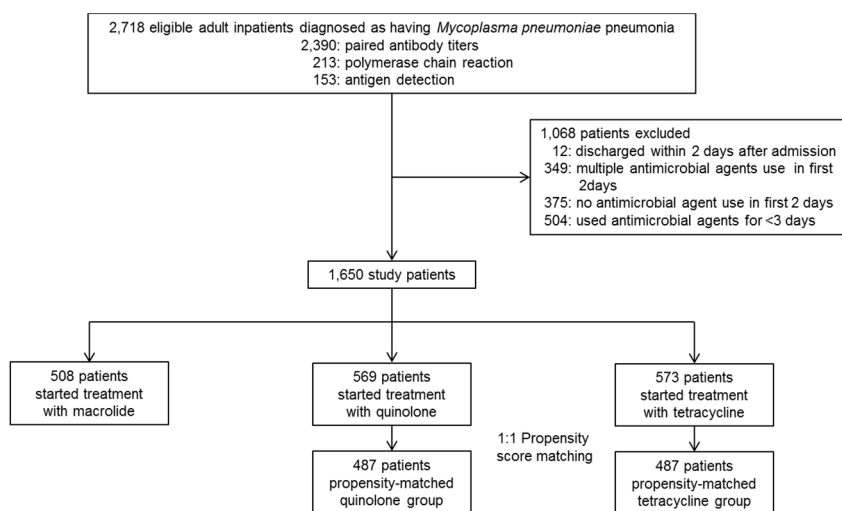 2,718 eligible adult inpatients diagnosed as having Mycoplasma pneumoniae pneumonia
2,390: paired antibody titers
213: polymerase chain reaction
153: antigen detection
1,068 patients excluded
12: discharged within 2 days after admission
349: multiple antimicrobial agents use in first
2days
375: no antimicrobial agent use in first 2 days
504: used antimicrobial agents for <3 days
1,650 study patients
508 patients
started treatment
with macrolide
569 patients
started treatment
with quinolone
573 patients
started treatment
with tetracycline
1:1 Propensity
score matching
487 patients
propensity-matched
quinolone group
487 patients
propensity-matched
tetracycline group